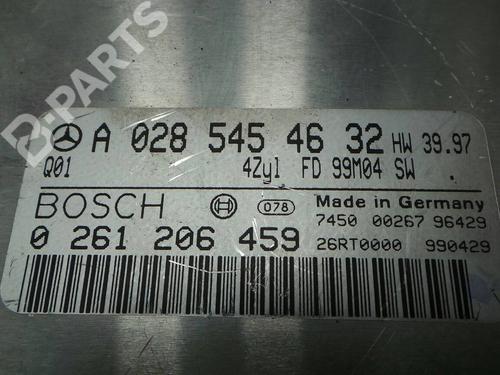 B-PARTS
A 028 545 46 32 HW 39.97
Q01 4Zyl FD 99M04 SW .
BOSCH 078 Made in Germany
7450 00267 96429
0 261 206 459 26RT0000 990429